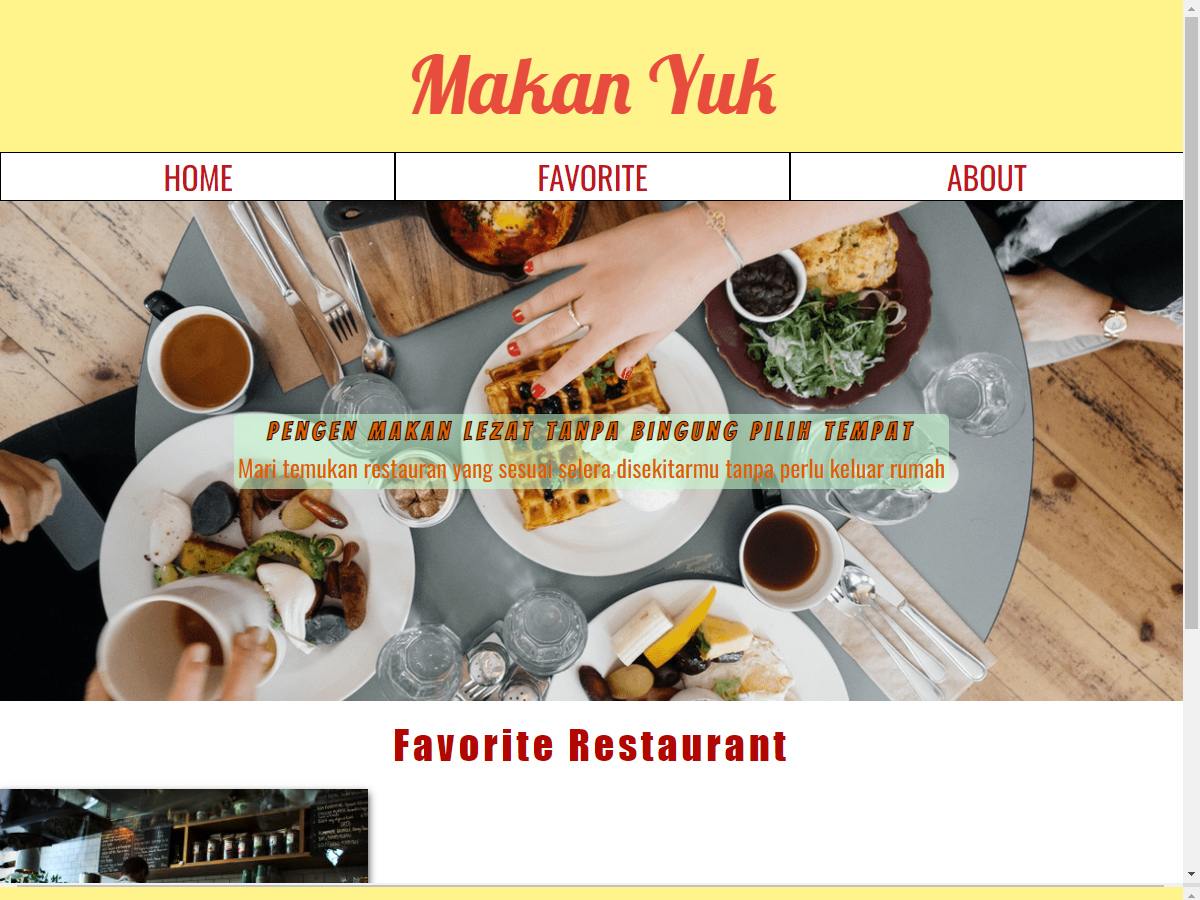 Makan Yuk
HOME
FAVORITE
ABOUT
PENGEN MAKAN LEZAT TANPA BINGUNG PILIH TEMPAT
Mari temukan restauran yang sesuai selera disekitarmu tanpa perlu keluar rumah
Favorite Restaurant